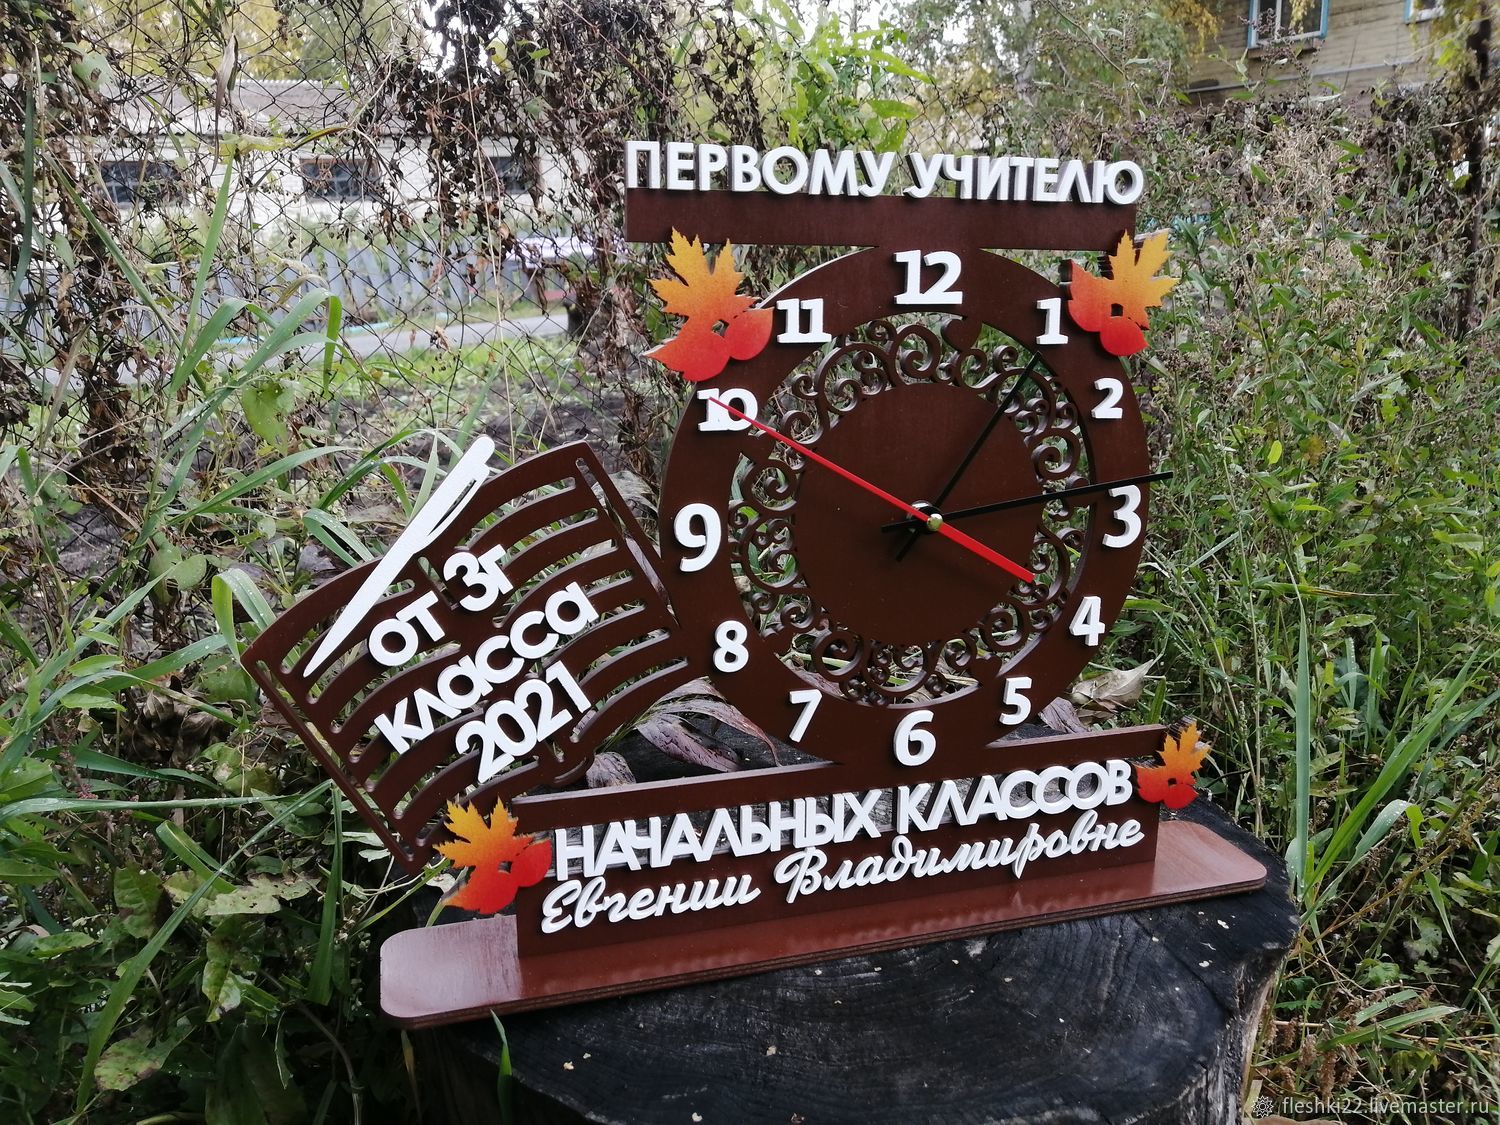 ПЕРВОМУ УЧИТЕЛЮ
12
11
1
10
2
9
3
8
4
7
5
6
от 3г
класса
2021
НАЧАЛЬНЫХ КЛАССОВ
Евгении Владимировне
fleshki22.livemaster.ru